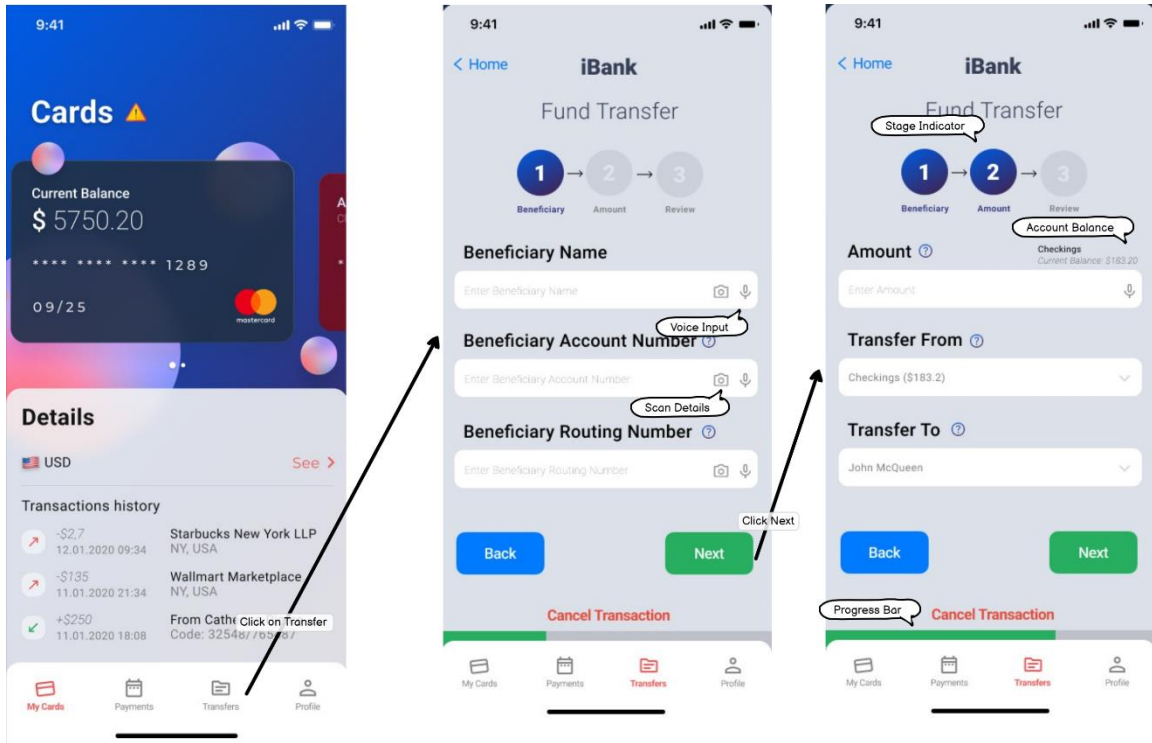 9:41
Cards
Current Balance
$ 5750.20
**** **** **** 1289
09/25
mastercard
A
Details
USD
See >
Transactions history
-$2,7
12.01.2020 09:34
Starbucks New York LLP
NY, USA
-$135
11.01.2020 21:34
Wallmart Marketplace
NY, USA
+$250
11.01.2020 18:08
From Cathe
Code: 32548/765
87
Click on Transfer
My Cards
Payments
Transfers
Profile
9:41
< Home
iBank
Fund Transfer
1 → 2 → 3
Beneficiary
Amount
Review
Beneficiary Name
Enter Beneficiary Name
Voice Input
Beneficiary Account Number
Enter Beneficiary Account Number
Scan Details
Beneficiary Routing Number
Enter Beneficiary Routing Number
Click Next
Back
Next
Cancel Transaction
My Cards
Payments
Transfers
Profile
9:41
< Home
iBank
Fund Transfer
Stage Indicator
1 → 2 → 3
Beneficiary
Amount
Review
Account Balance
Amount
Checkings
Current Balance: $183.20
Enter Amount
Transfer From
Checkings ($183.2)
Transfer To
John McQueen
Back
Next
Progress Bar
Cancel Transaction
My Cards
Payments
Transfers
Profile